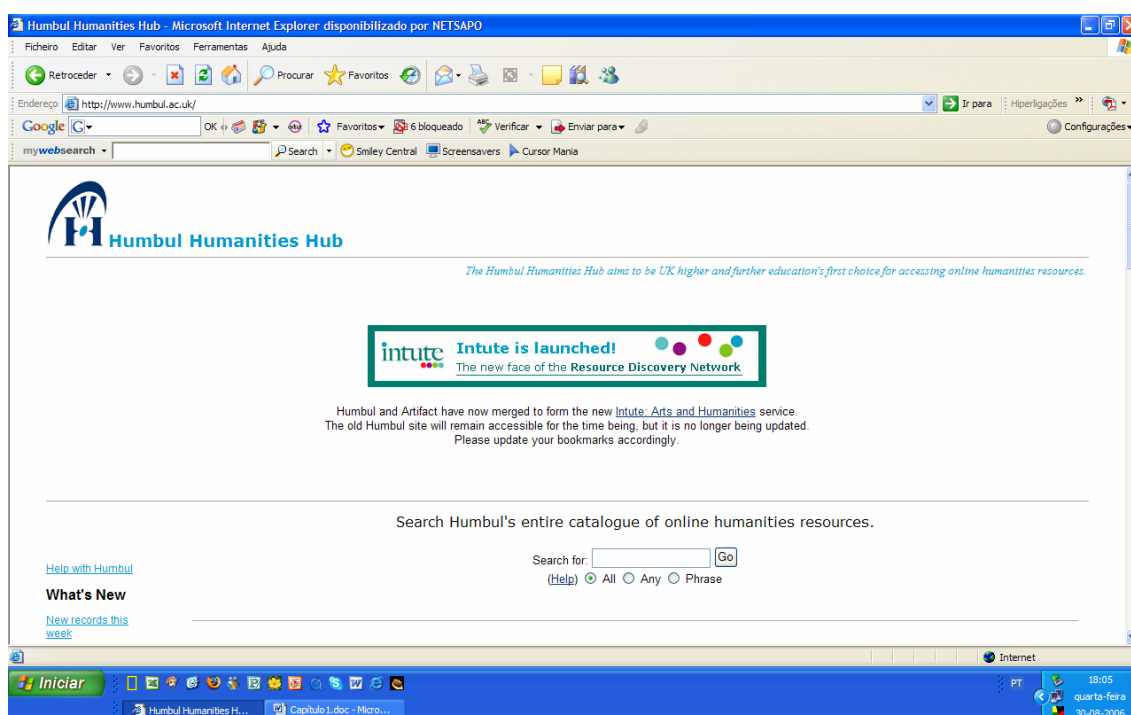 Humbul Humanities Hub - Microsoft Internet Explorer disponibilizado por NETSAPO
Ficheiro Editar Ver Favoritos Ferramentas Ajuda
Retroceder Procurar Favoritos
Endereço http://www.humbul.ac.uk/ Ir para Hiperligações »
Google G OK Favoritos 6 bloqueado ABC Verificar Enviar para Configurações
mywebsearch Search Smiley Central Screensavers Cursor Mania
Humbul Humanities Hub
The Humbul Humanities Hub aims to be UK higher and further education's first choice for accessing online humanities resources.
intute Intute is launched!
The new face of the Resource Discovery Network
Humbul and Artifact have now merged to form the new Intute: Arts and Humanities service.
The old Humbul site will remain accessible for the time being, but it is no longer being updated.
Please update your bookmarks accordingly.
Search Humbul's entire catalogue of online humanities resources.
Search for: Go
(Help) All Any Phrase
Help with Humbul
What's New
New records this
week
Internet
Iniciar PT 18:05
quarta-feira
Humbul Humanities H... Capítulo1.doc - Micro...
30-08-2006